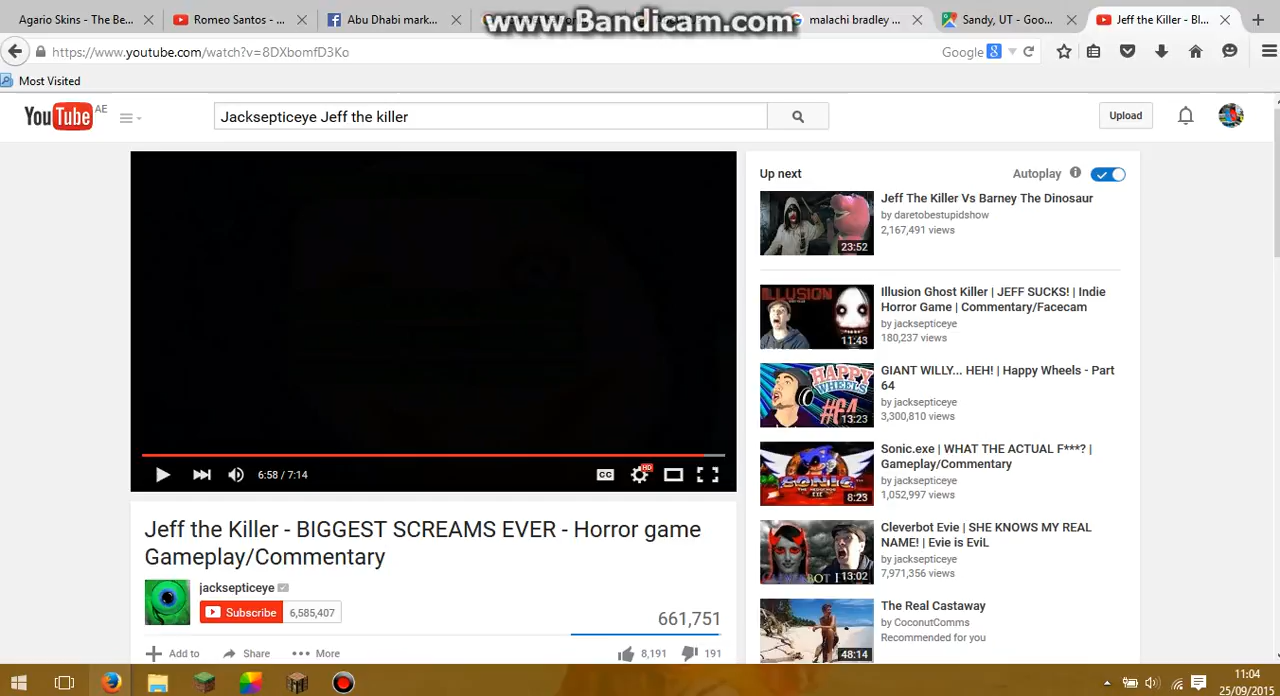 Agario Skins - The Be...
Romeo Santos - ...
Abu Dhabi mark...
www.Bandicam.com
malachi bradley ...
Sandy, UT - Goo...
Jeff the Killer - Bl...
https://www.youtube.com/watch?v=8DXbomfD3Ko
Google
Most Visited
YouTube AE
Jacksepticeye Jeff the killer
Upload
Up next
Autoplay
Jeff The Killer Vs Barney The Dinosaur
by daretobestupidshow
2,167,491 views
23:52
ILLUSION
Illusion Ghost Killer | JEFF SUCKS! | Indie
Horror Game | Commentary/Facecam
by jacksepticeye
180,237 views
11:43
HAPPY
WHEELS
#64
GIANT WILLY... HEH! | Happy Wheels - Part
64
by jacksepticeye
3,300,810 views
13:23
SONIC
Sonic.exe | WHAT THE ACTUAL F***? |
Gameplay/Commentary
by jacksepticeye
1,052,997 views
8:23
Cleverbot Evie | SHE KNOWS MY REAL
NAME! | Evie is EviL
by jacksepticeye
7,971,356 views
13:02
The Real Castaway
by CoconutComms
Recommended for you
48:14
6:58 / 7:14
CC
HD
Jeff the Killer - BIGGEST SCREAMS EVER - Horror game
Gameplay/Commentary
jacksepticeye
Subscribe 6,585,407
661,751
Add to
Share
More
8,191
191
11:04
25/09/2015